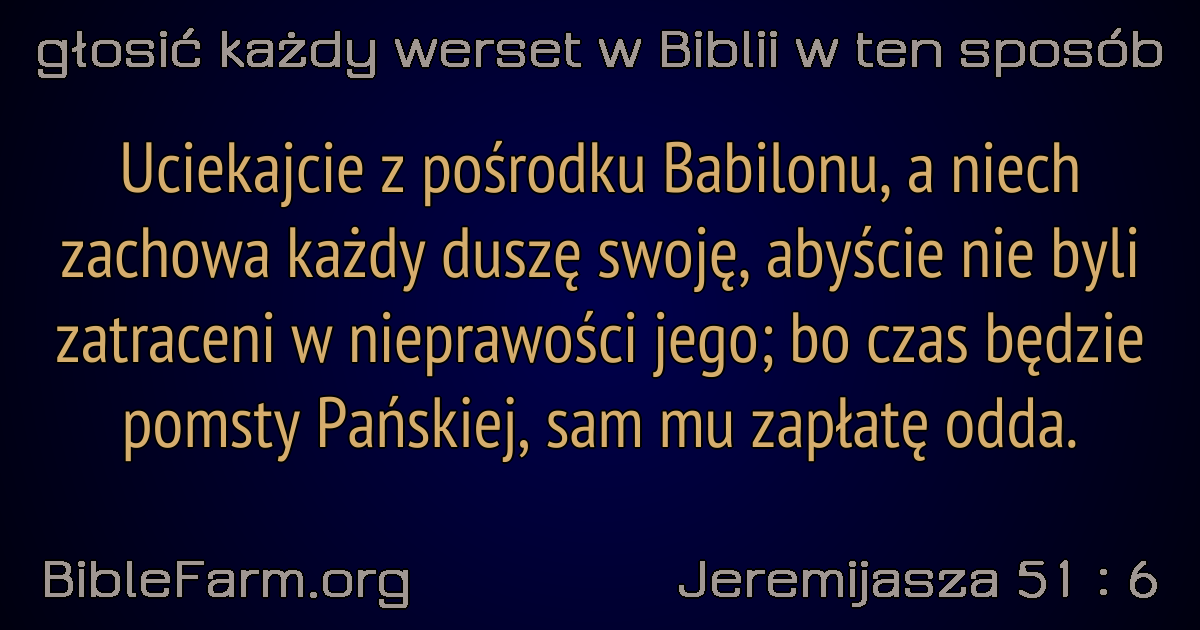 głosić każdy werset w Biblii w ten sposób
Uciekajcie z pośrodku Babilonu, a niech
zachowa każdy duszę swoję, abyście nie byli
zatraceni w nieprawości jego; bo czas będzie
pomsty Pańskiej, sam mu zapłatę odda.
BibleFarm.org
Jeremijasza 51 : 6